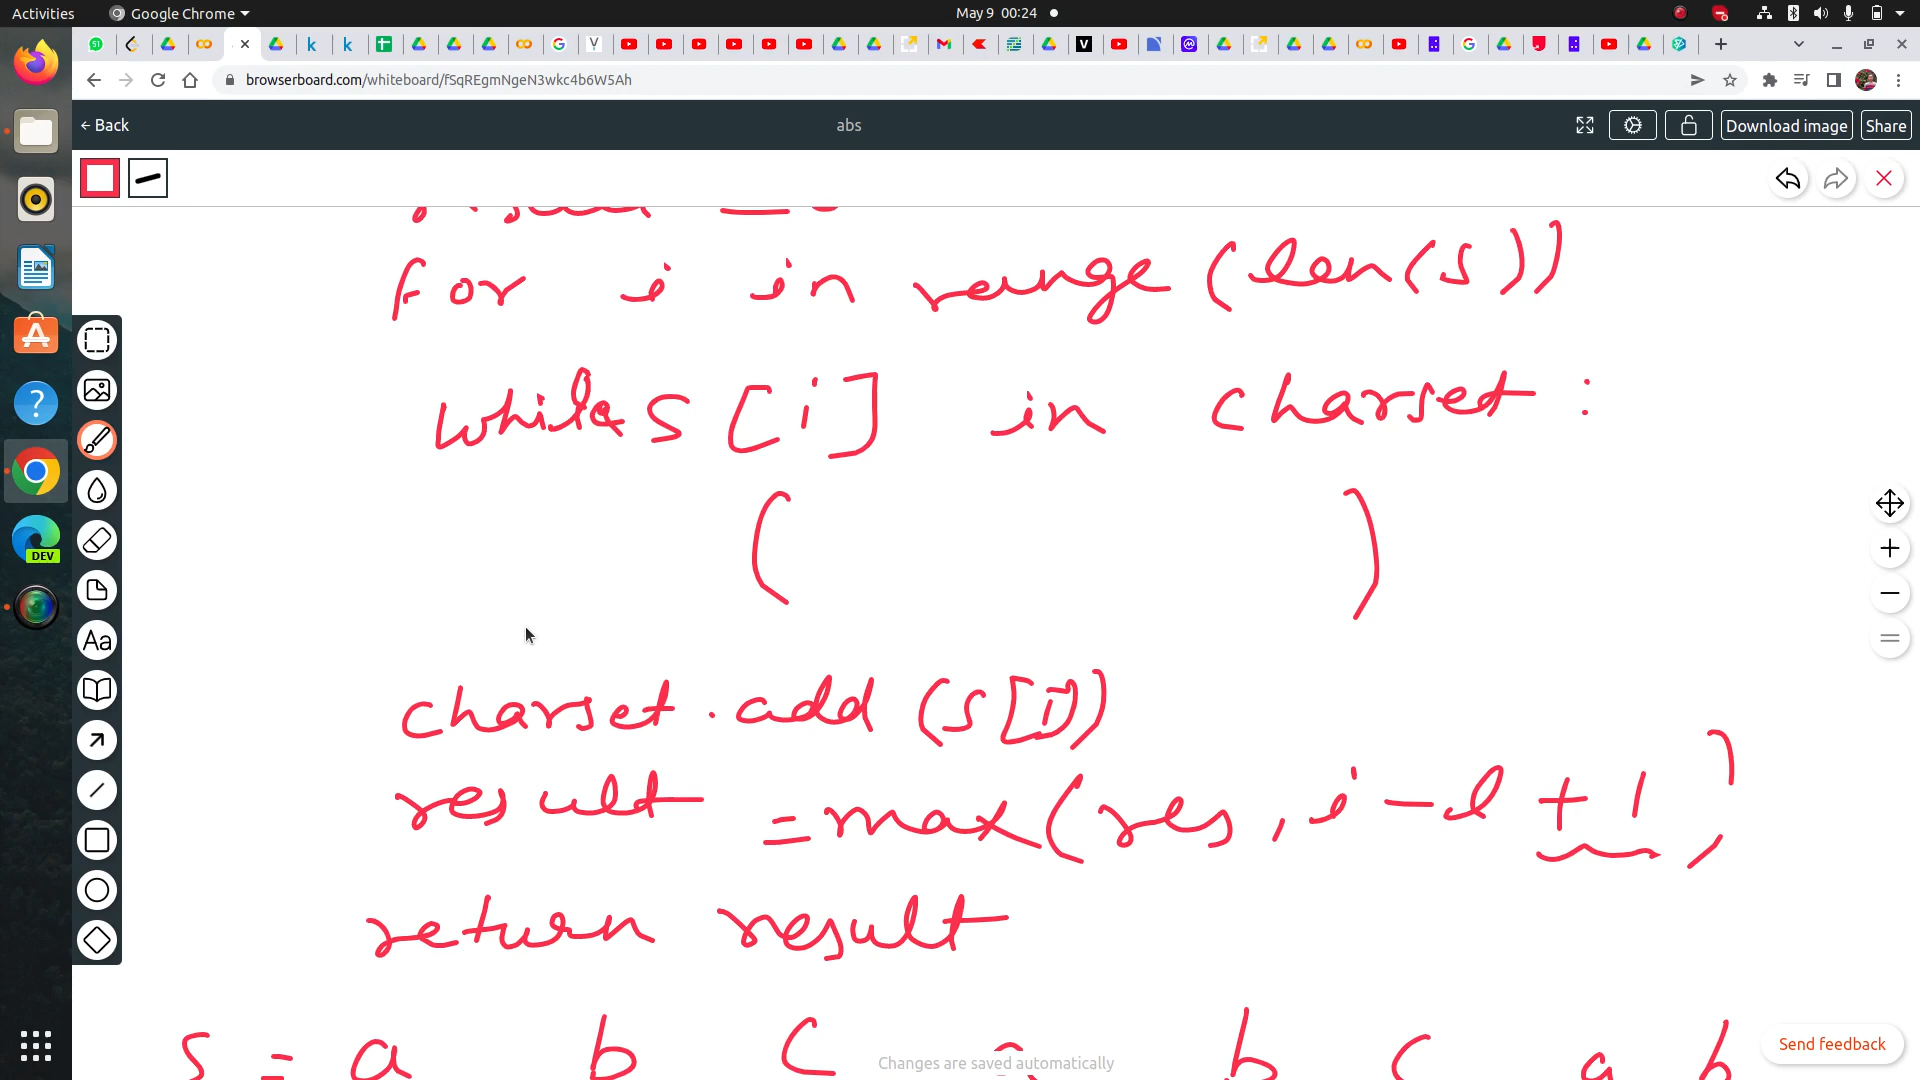 Activities
Google Chrome
May 9 00:24
browserboard.com/whiteboard/fSqREgmNgeN3wkc4b6W5Ah
← Back
abs
Download image
Share
for i in range (len(s))
while s [i] in charset :
( )
charset . add (s[i])
result = max(res, i - l + 1)
return result
s = a b c a b c a b
Aa
DEV
Changes are saved automatically
Send feedback